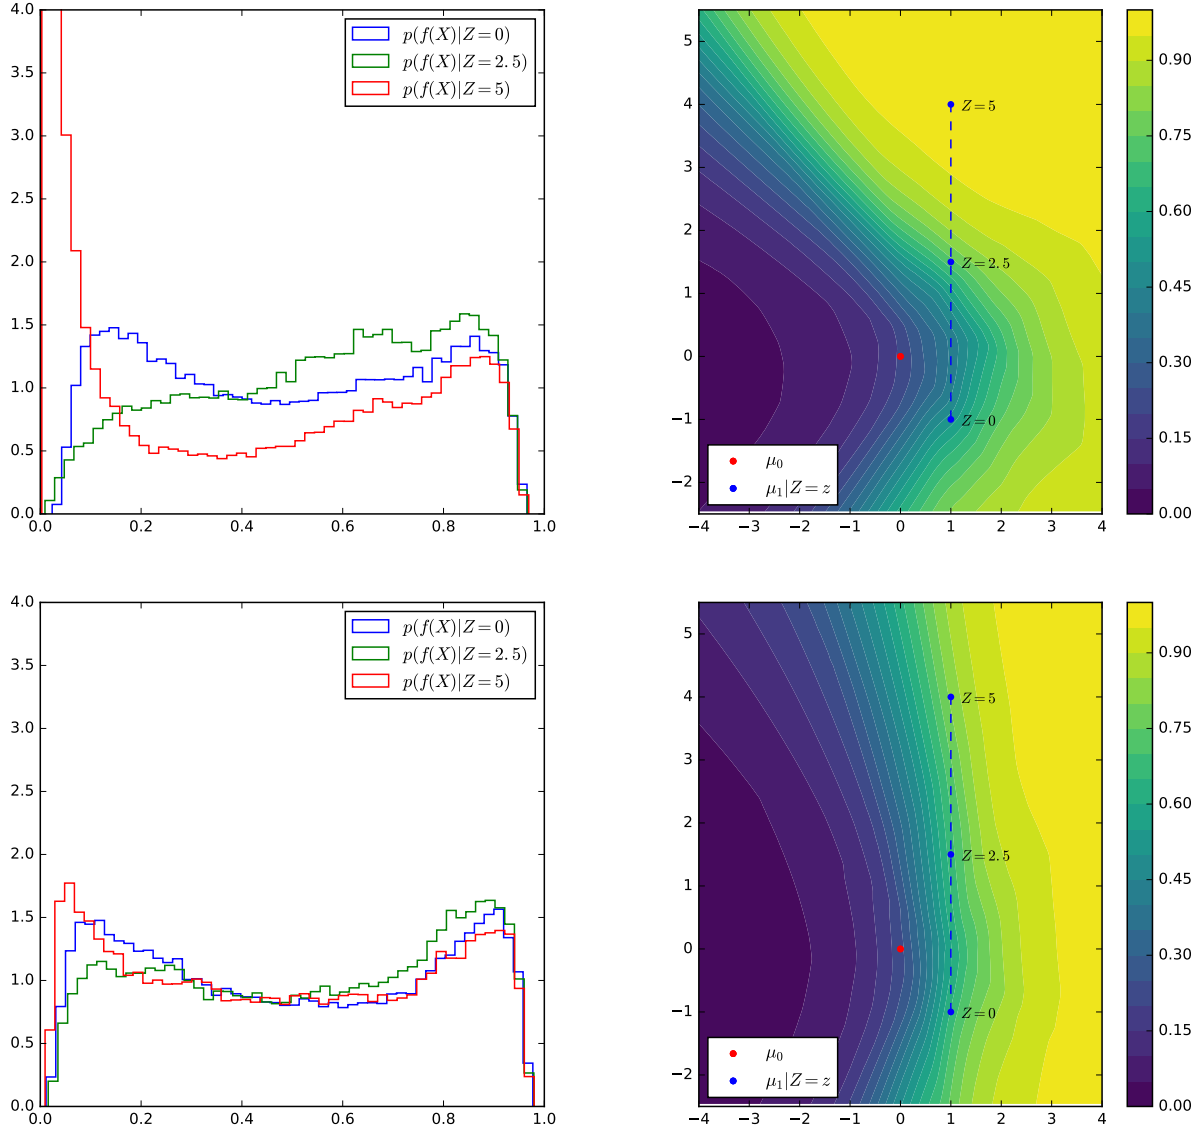 4.0
3.5
3.0
2.5
2.0
1.5
1.0
0.5
0.0
0.0 0.2 0.4 0.6 0.8 1.0
p(f(X)|Z=0)
p(f(X)|Z=2.5)
p(f(X)|Z=5)
5
4
3
2
1
0
−1
−2
−4 −3 −2 −1 0 1 2 3 4
Z=5
Z=2.5
Z=0
μ₀
μ₁|Z=z
0.90
0.75
0.60
0.45
0.30
0.15
0.00
4.0
3.5
3.0
2.5
2.0
1.5
1.0
0.5
0.0
0.0 0.2 0.4 0.6 0.8 1.0
p(f(X)|Z=0)
p(f(X)|Z=2.5)
p(f(X)|Z=5)
5
4
3
2
1
0
−1
−2
−4 −3 −2 −1 0 1 2 3 4
Z=5
Z=2.5
Z=0
μ₀
μ₁|Z=z
0.90
0.75
0.60
0.45
0.30
0.15
0.00